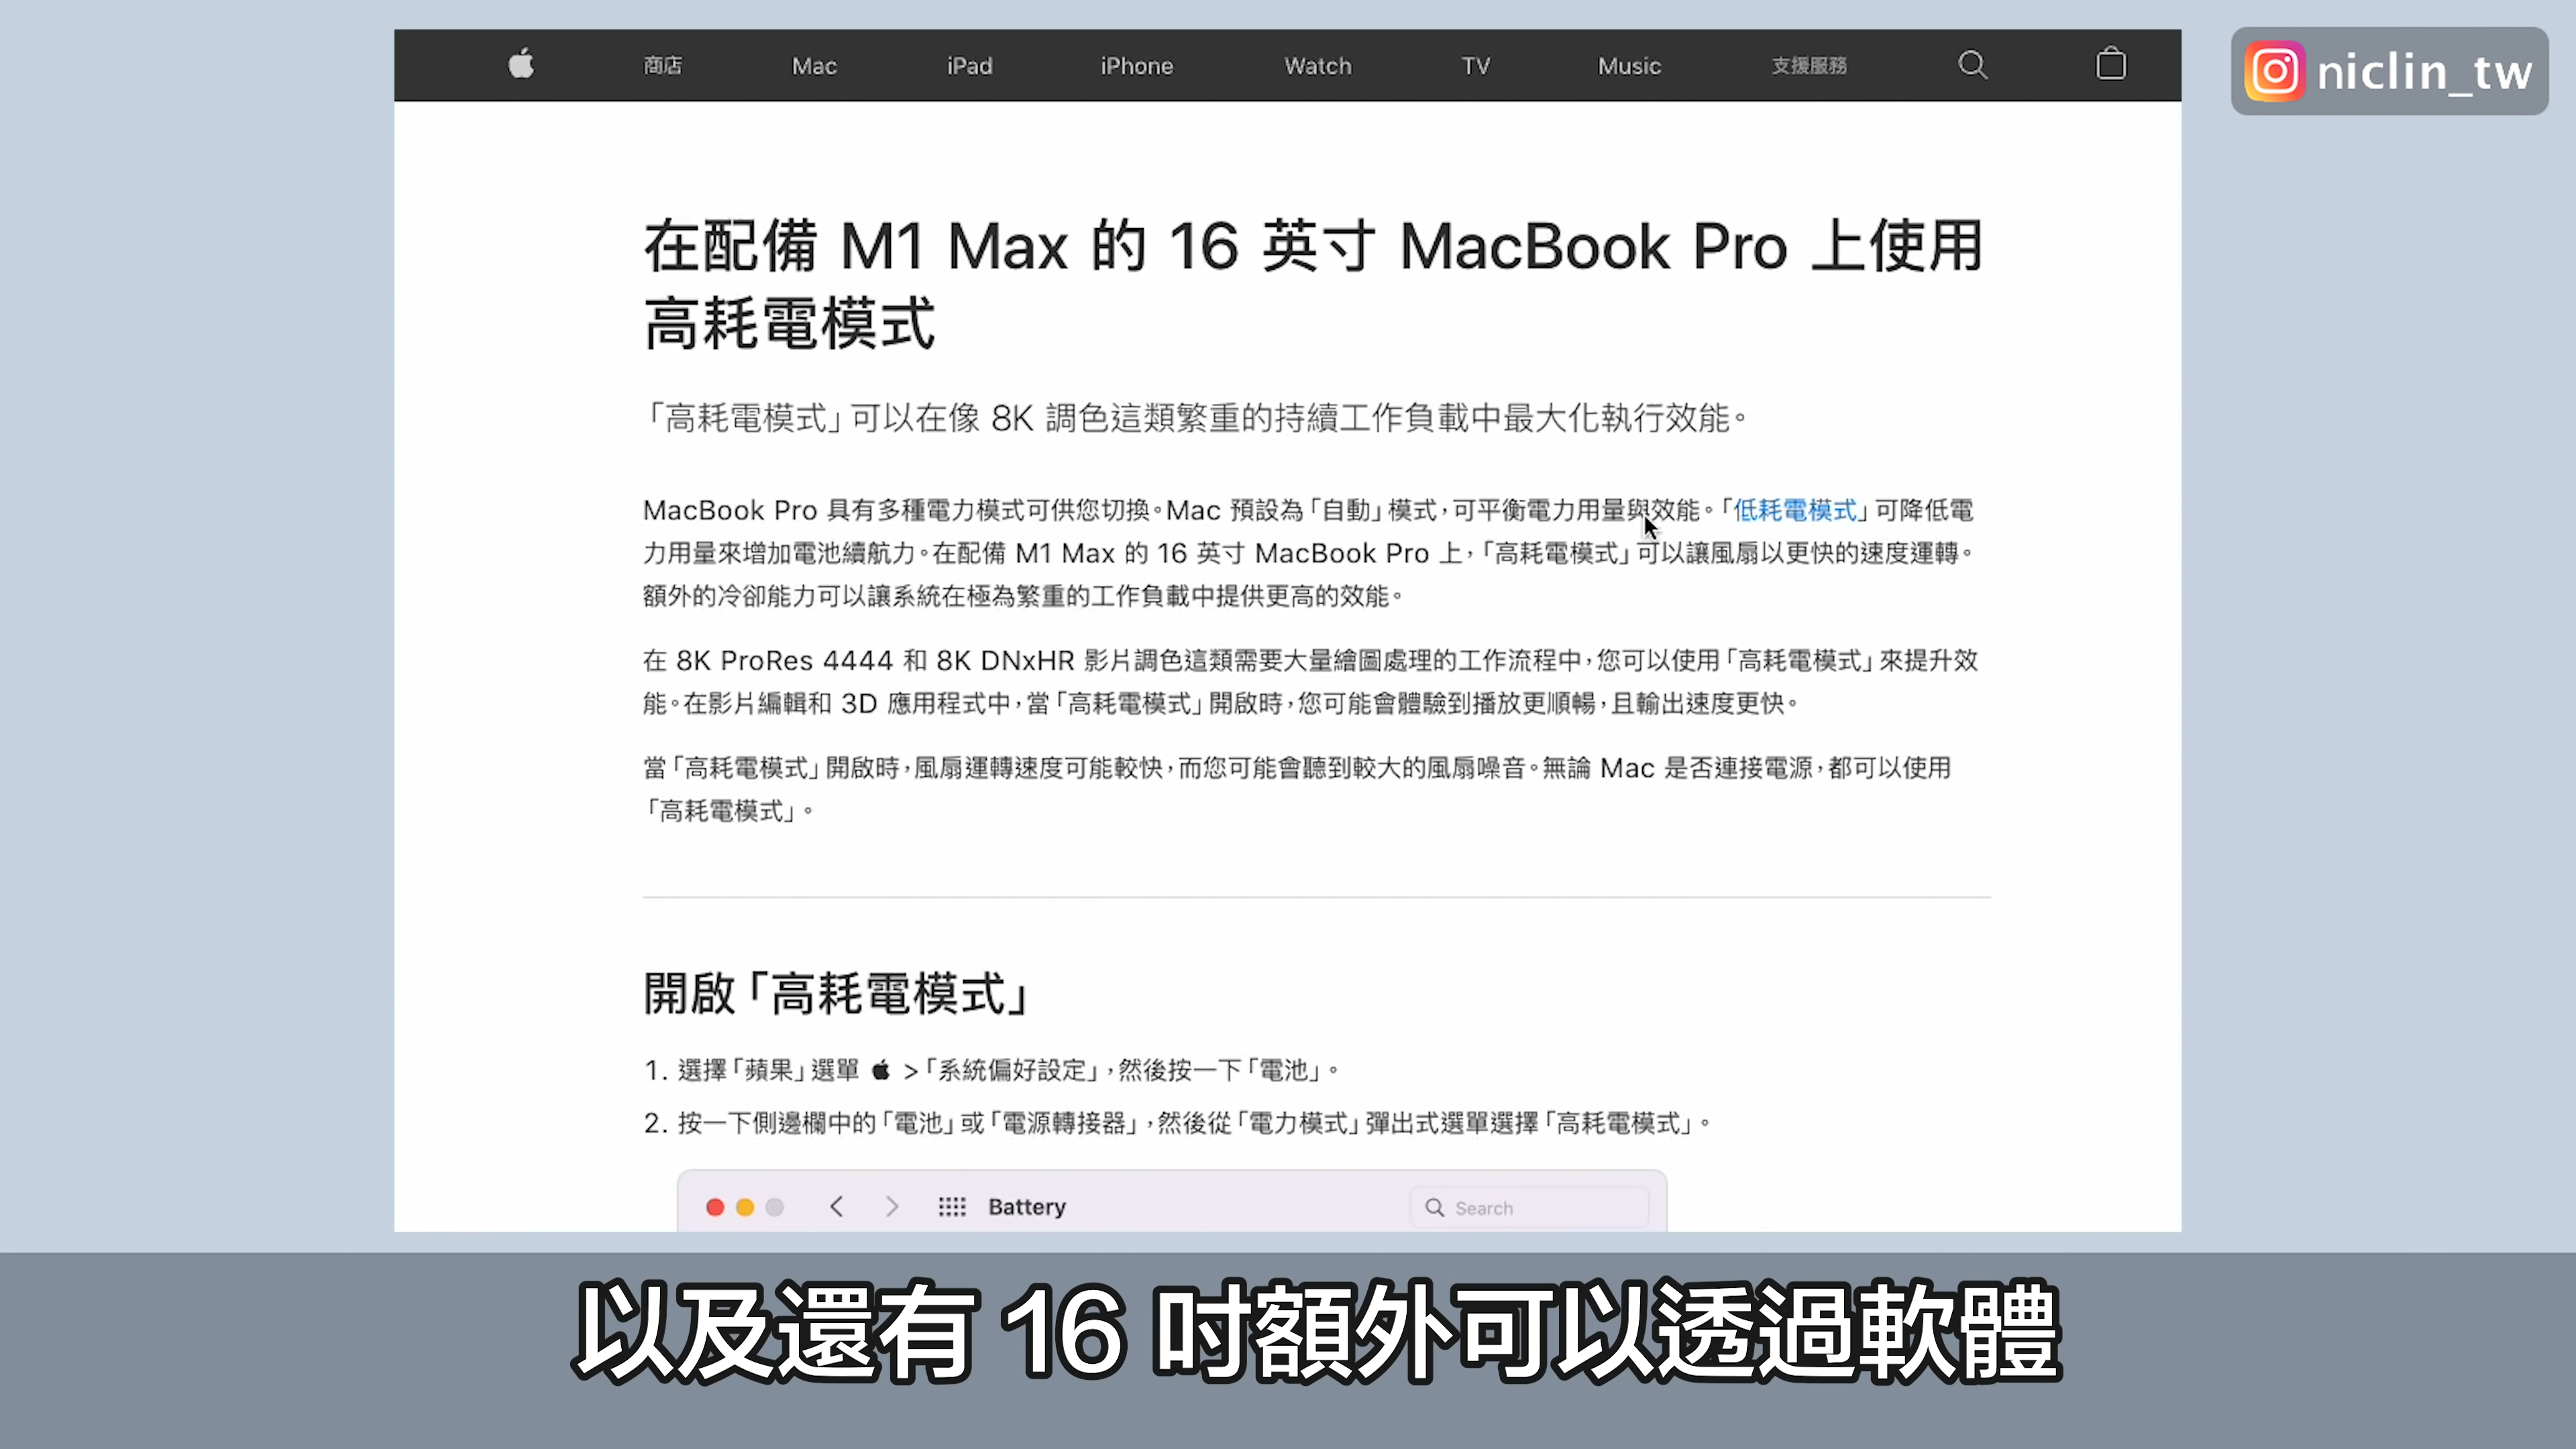 商店 Mac iPad iPhone Watch TV Music 支援服務
niclin_tw
在配備 M1 Max 的 16 英寸 MacBook Pro 上使用
高耗電模式
「高耗電模式」可以在像 8K 調色這類繁重的持續工作負載中最大化執行效能。
MacBook Pro 具有多種電力模式可供您切換。Mac 預設為「自動」模式，可平衡電力用量與效能。「低耗電模式」可降低電
力用量來增加電池續航力。在配備 M1 Max 的 16 英寸 MacBook Pro 上，「高耗電模式」可以讓風扇以更快的速度運轉。
額外的冷卻能力可以讓系統在極為繁重的工作負載中提供更高的效能。
在 8K ProRes 4444 和 8K DNxHR 影片調色這類需要大量繪圖處理的工作流程中，您可以使用「高耗電模式」來提升效
能。在影片編輯和 3D 應用程式中，當「高耗電模式」開啟時，您可能會體驗到播放更順暢，且輸出速度更快。
當「高耗電模式」開啟時，風扇運轉速度可能較快，而您可能會聽到較大的風扇噪音。無論 Mac 是否連接電源，都可以使用
「高耗電模式」。
開啟「高耗電模式」
1. 選擇「蘋果」選單  >「系統偏好設定」，然後按一下「電池」。
2. 按一下側邊欄中的「電池」或「電源轉接器」，然後從「電力模式」彈出式選單選擇「高耗電模式」。
Battery Search
以及還有 16 吋額外可以透過軟體